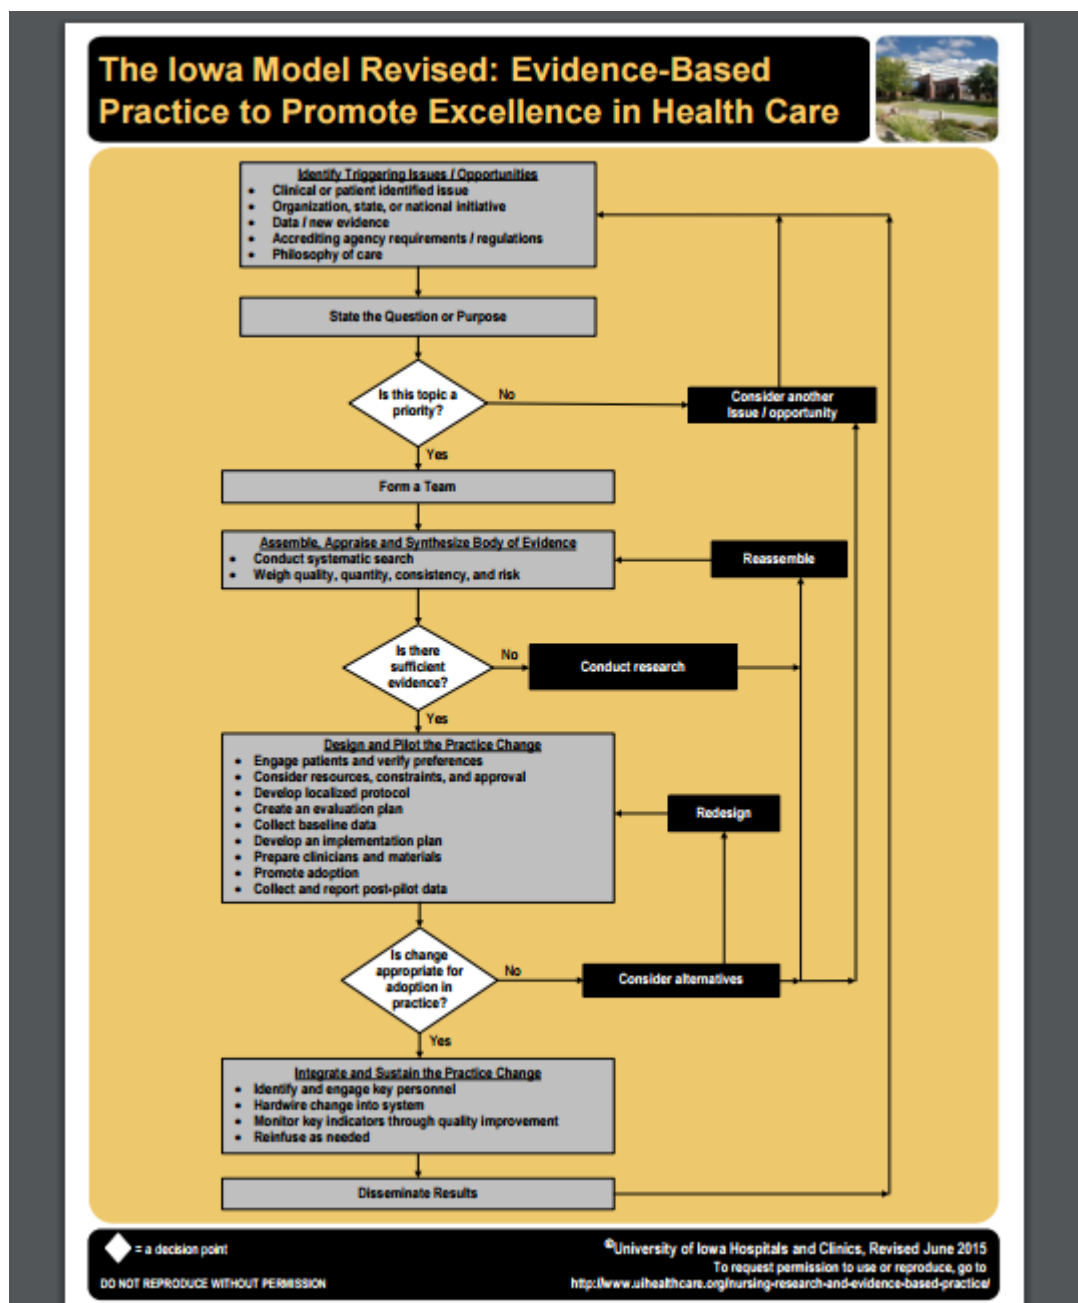 The Iowa Model Revised: Evidence-Based
Practice to Promote Excellence in Health Care
Identify Triggering Issues / Opportunities
• Clinical or patient identified issue
• Organization, state, or national initiative
• Data / new evidence
• Accrediting agency requirements / regulations
• Philosophy of care
State the Question or Purpose
Is this topic a
priority?
No
Consider another
Issue / opportunity
Yes
Form a Team
Assemble, Appraise and Synthesize Body of Evidence
• Conduct systematic search
• Weigh quality, quantity, consistency, and risk
Reassemble
Is there
sufficient
evidence?
No
Conduct research
Yes
Design and Pilot the Practice Change
• Engage patients and verify preferences
• Consider resources, constraints, and approval
• Develop localized protocol
• Create an evaluation plan
• Collect baseline data
• Develop an implementation plan
• Prepare clinicians and materials
• Promote adoption
• Collect and report post-pilot data
Redesign
Is change
appropriate for
adoption in
practice?
No
Consider alternatives
Yes
Integrate and Sustain the Practice Change
• Identify and engage key personnel
• Hardwire change into system
• Monitor key indicators through quality improvement
• Reinfuse as needed
Disseminate Results
= a decision point
DO NOT REPRODUCE WITHOUT PERMISSION
©University of Iowa Hospitals and Clinics, Revised June 2015
To request permission to use or reproduce, go to
http://www.uihealthcare.org/nursing-research-and-evidence-based-practice/